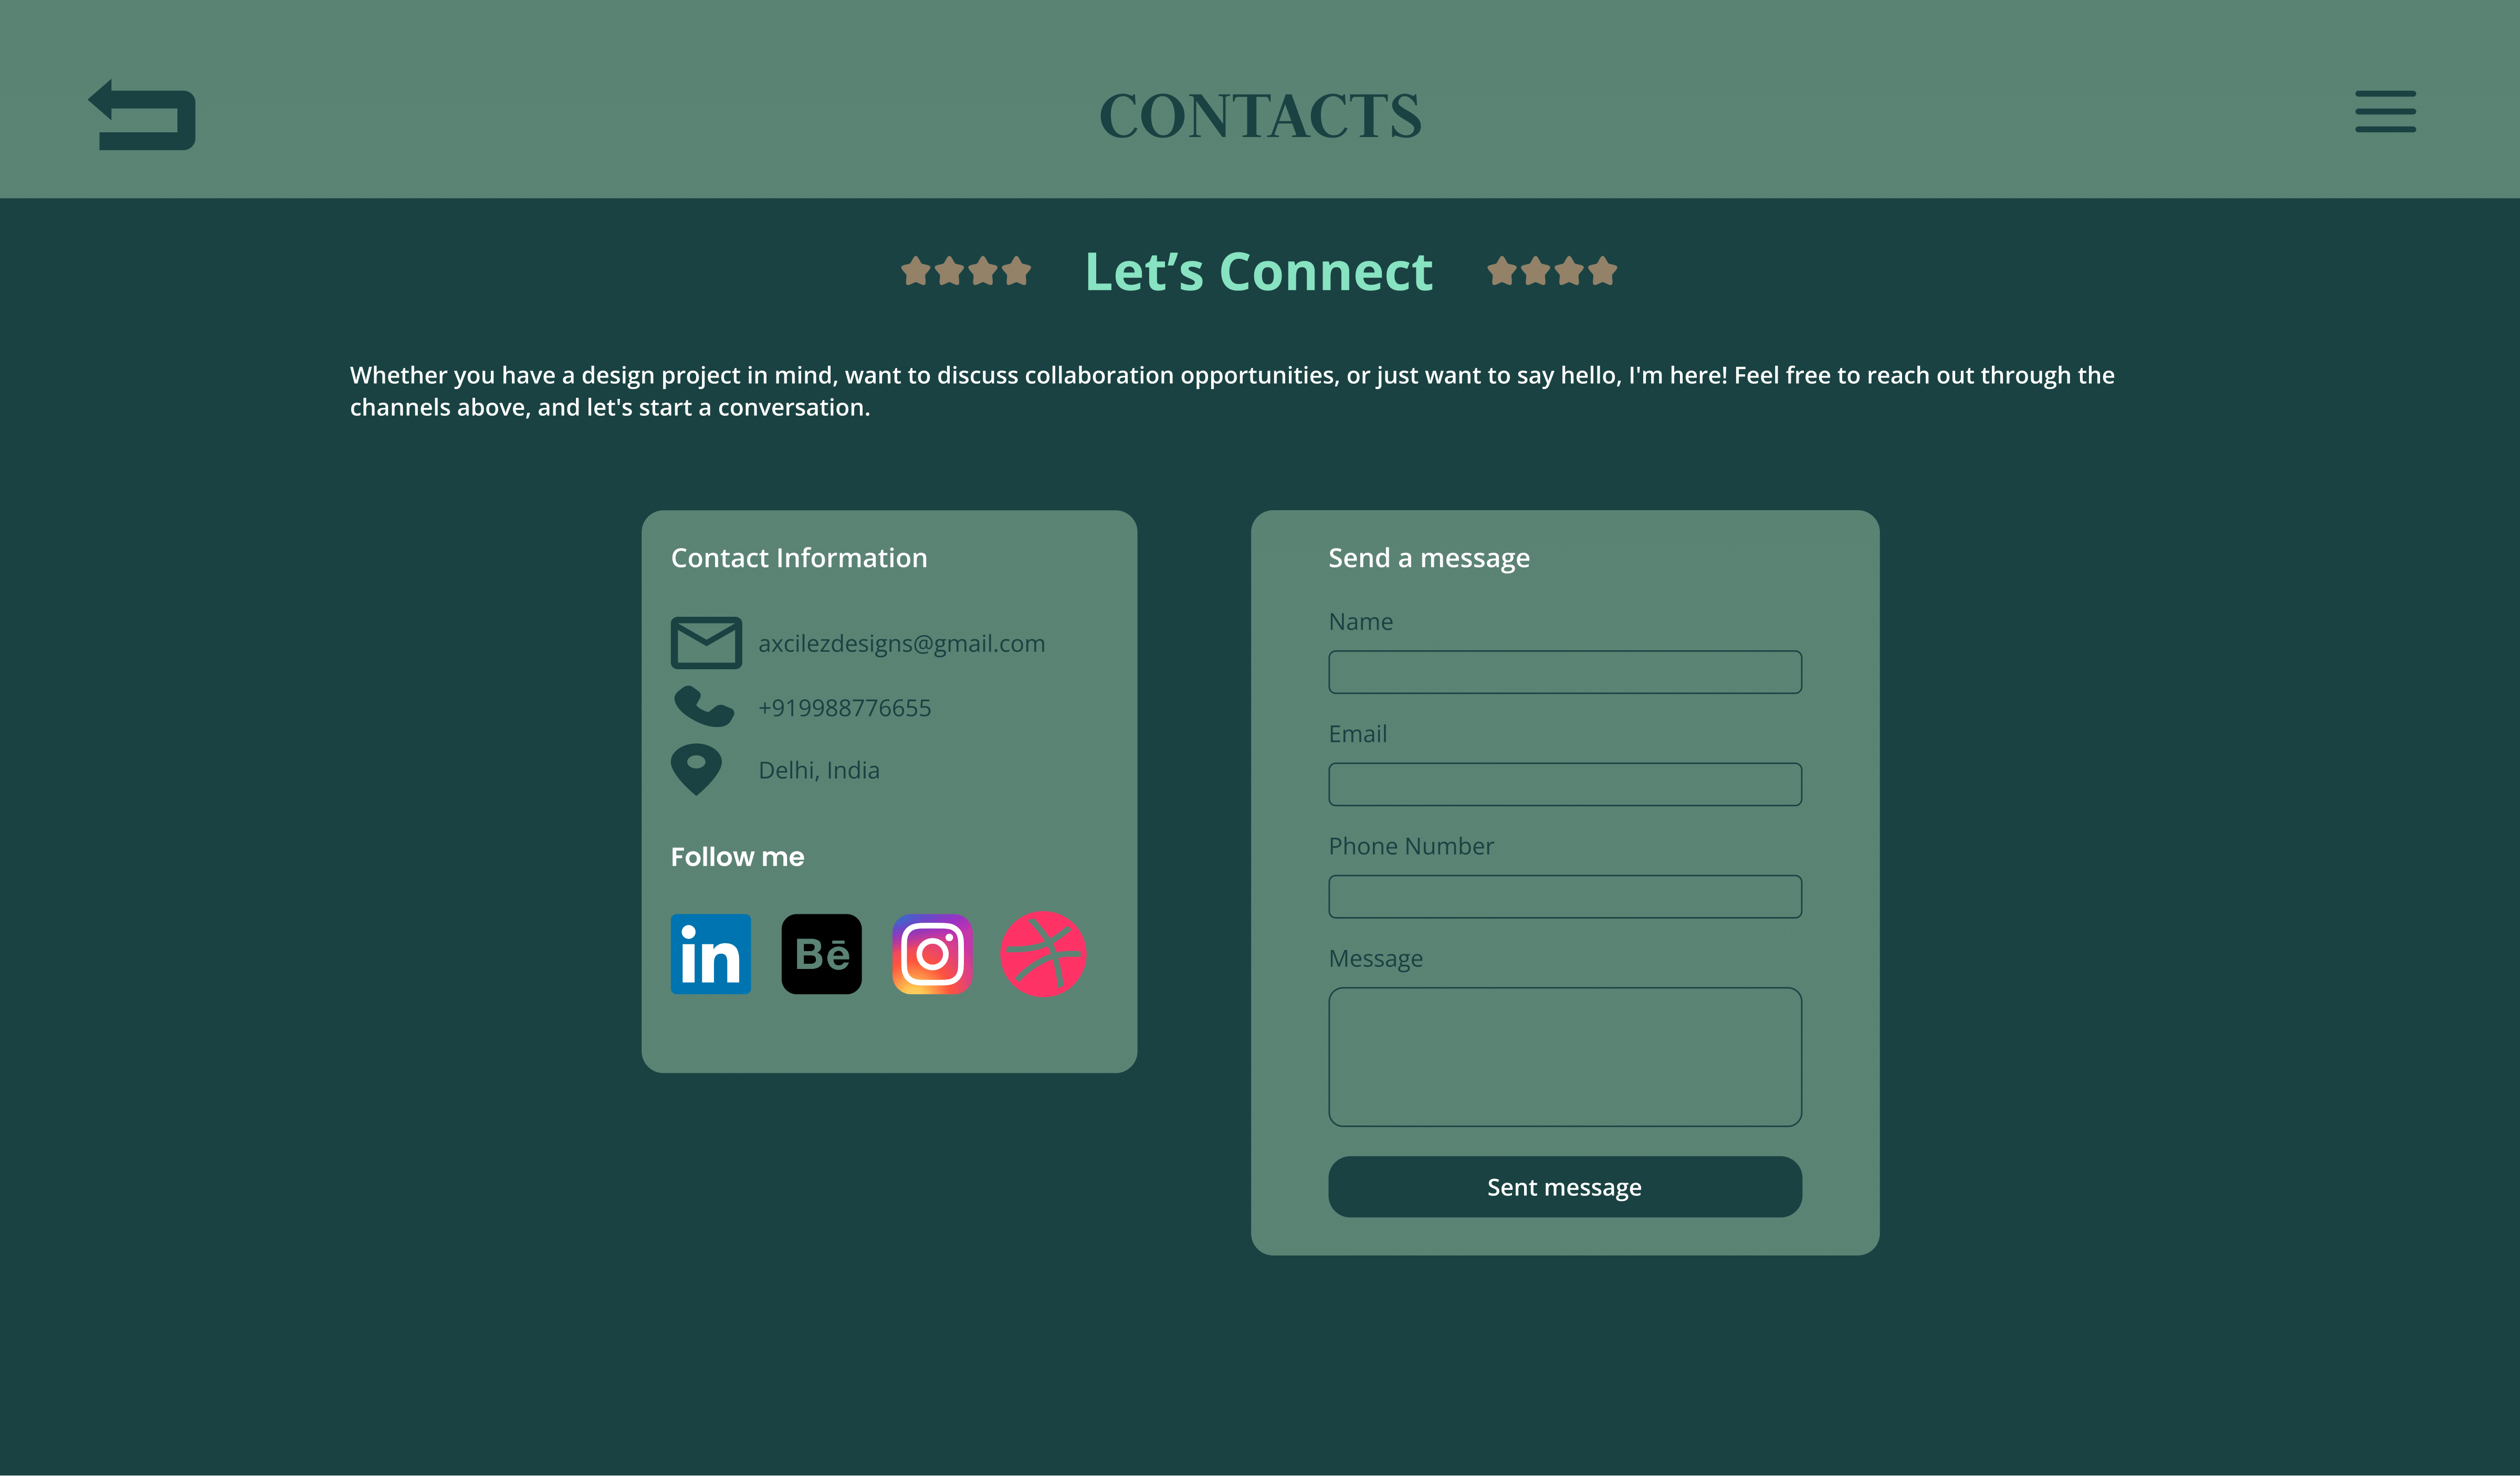 CONTACTS
Let’s Connect
Whether you have a design project in mind, want to discuss collaboration opportunities, or just want to say hello, I'm here! Feel free to reach out through the
channels above, and let's start a conversation.
Contact Information
axcilezdesigns@gmail.com
+919988776655
Delhi, India
Follow me
in
Bē
Send a message
Name
Email
Phone Number
Message
Sent message